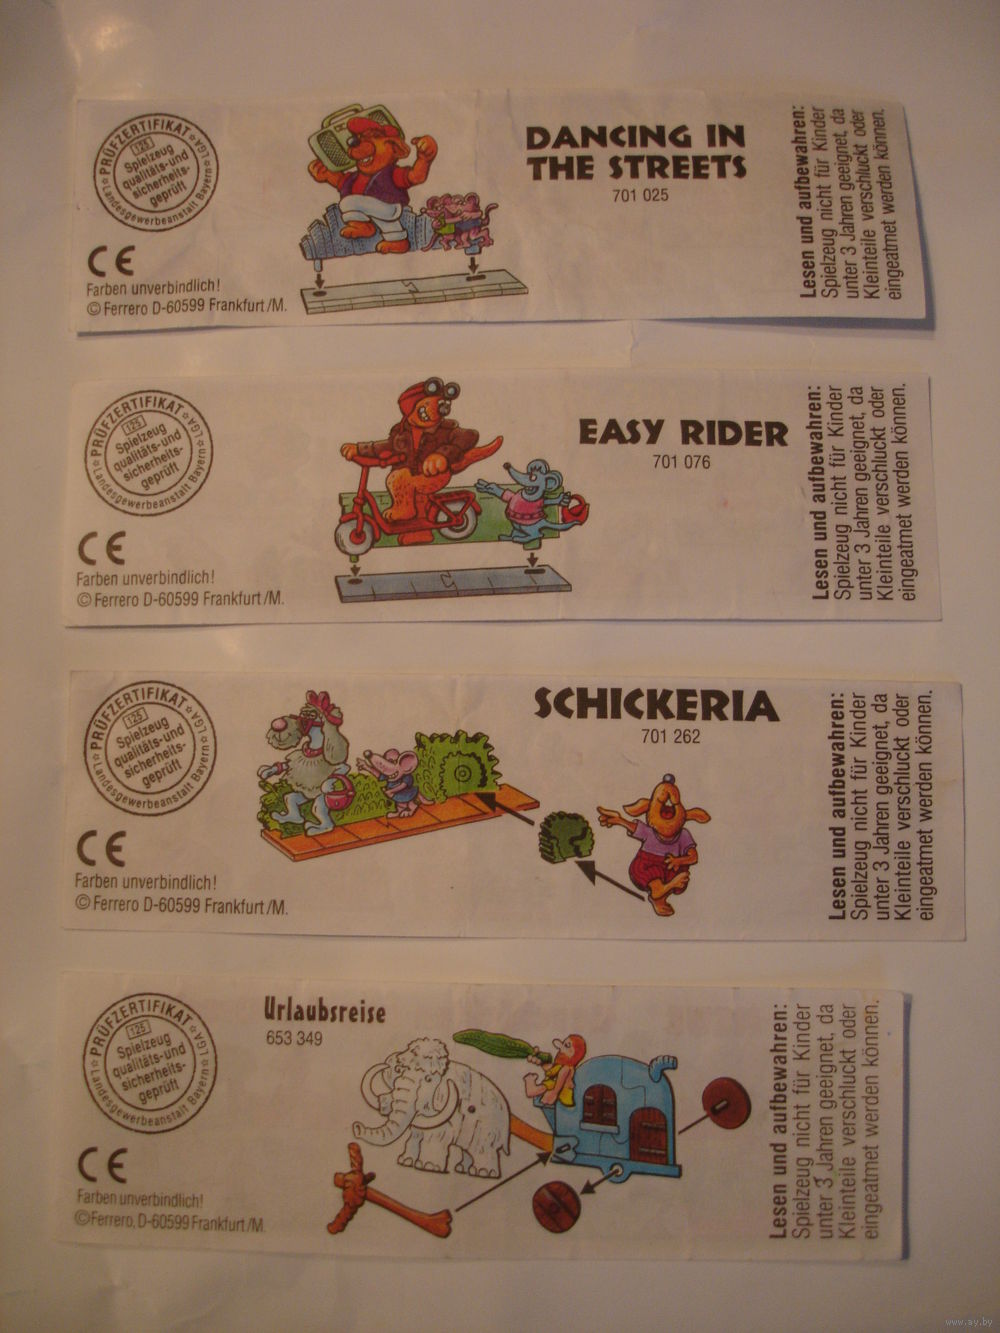 PRÜFZERTIFIKAT
125
Spielzeug
qualitäts-und
sicherheits-
geprüft
☆Landesgewerbeanstalt Bayern☆LGA☆
CE
Farben unverbindlich!
© Ferrero D-60599 Frankfurt/M.
DANCING IN
THE STREETS
701 025
Lesen und aufbewahren:
Spielzeug nicht für Kinder
unter 3 Jahren geeignet, da
Kleinteile verschluckt oder
eingeatmet werden können.
PRÜFZERTIFIKAT
125
Spielzeug
qualitäts-und
sicherheits-
geprüft
☆Landesgewerbeanstalt Bayern☆LGA☆
CE
Farben unverbindlich!
© Ferrero D-60599 Frankfurt/M.
EASY RIDER
701 076
Lesen und aufbewahren:
Spielzeug nicht für Kinder
unter 3 Jahren geeignet, da
Kleinteile verschluckt oder
eingeatmet werden können.
PRÜFZERTIFIKAT
125
Spielzeug
qualitäts-und
sicherheits-
geprüft
☆Landesgewerbeanstalt Bayern☆LGA☆
CE
Farben unverbindlich!
© Ferrero D-60599 Frankfurt/M.
SCHICKERIA
701 262
Lesen und aufbewahren:
Spielzeug nicht für Kinder
unter 3 Jahren geeignet, da
Kleinteile verschluckt oder
eingeatmet werden können.
PRÜFZERTIFIKAT
125
Spielzeug
qualitäts-und
sicherheits-
geprüft
☆Landesgewerbeanstalt Bayern☆LGA☆
CE
Farben unverbindlich!
©Ferrero, D-60599 Frankfurt/M
Urlaubsreise
653 349
Lesen und aufbewahren:
Spielzeug nicht für Kinder
unter 3 Jahren geeignet, da
Kleinteile verschluckt oder
eingeatmet werden können.
www.ay.by